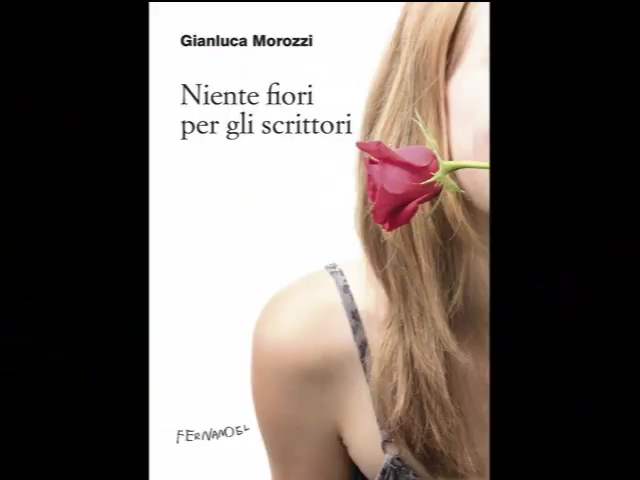 Gianluca Morozzi
Niente fiori
per gli scrittori
FERNANDEL